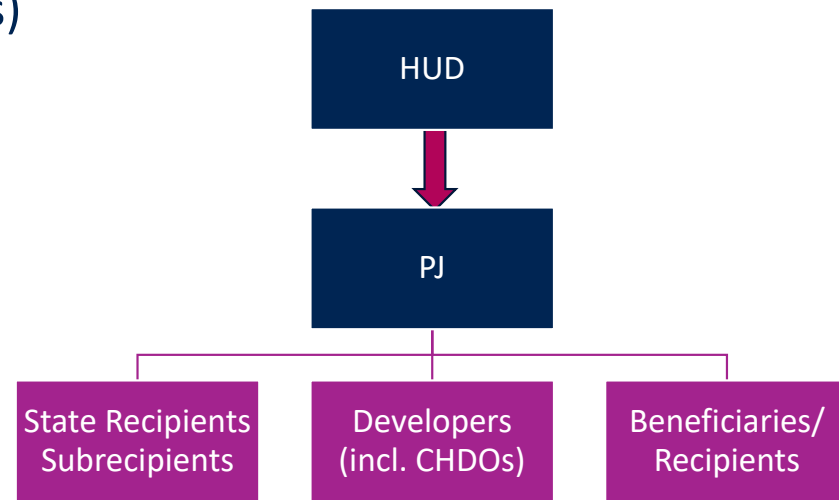 s)
HUD
PJ
State Recipients
Subrecipients
Developers
(incl. CHDOs)
Beneficiaries/
Recipients